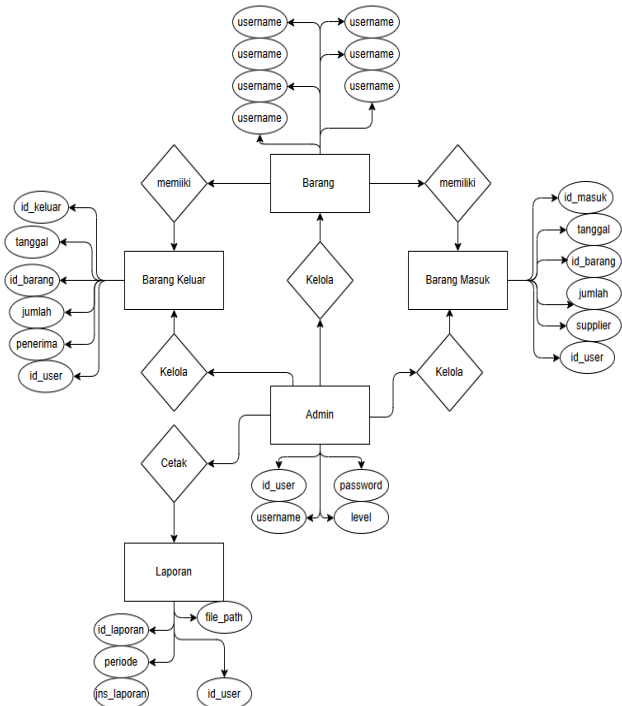 username
username
username
username
username
username
username
memiiki
Barang
memiliki
id_keluar
tanggal
id_barang
jumlah
penerima
id_user
Barang Keluar
Kelola
Barang Masuk
id_masuk
tanggal
id_barang
jumlah
supplier
id_user
Kelola
Admin
Kelola
Cetak
id_user
password
username
level
Laporan
file_path
id_laporan
periode
jns_laporan
id_user